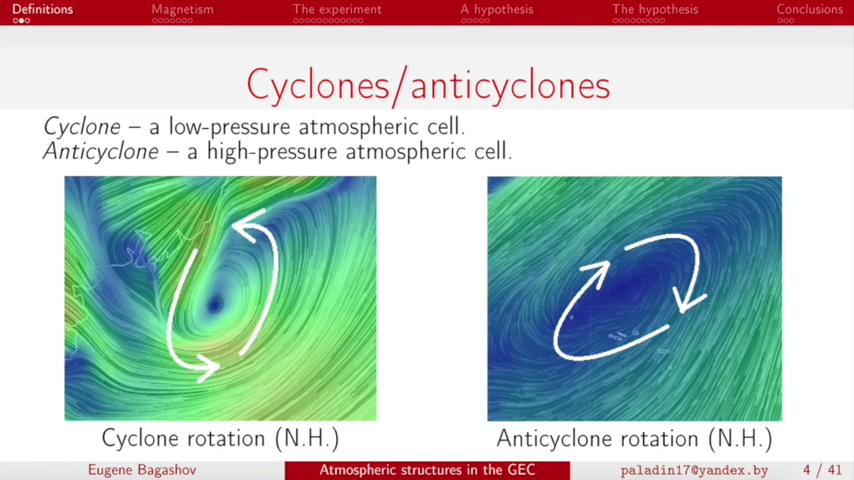 Definitions Magnetism The experiment A hypothesis The hypothesis Conclusions
Cyclones/anticyclones
Cyclone – a low-pressure atmospheric cell.
Anticyclone – a high-pressure atmospheric cell.
Cyclone rotation (N.H.) Anticyclone rotation (N.H.)
Eugene Bagashov Atmospheric structures in the GEC paladin17@yandex.by 4 / 41